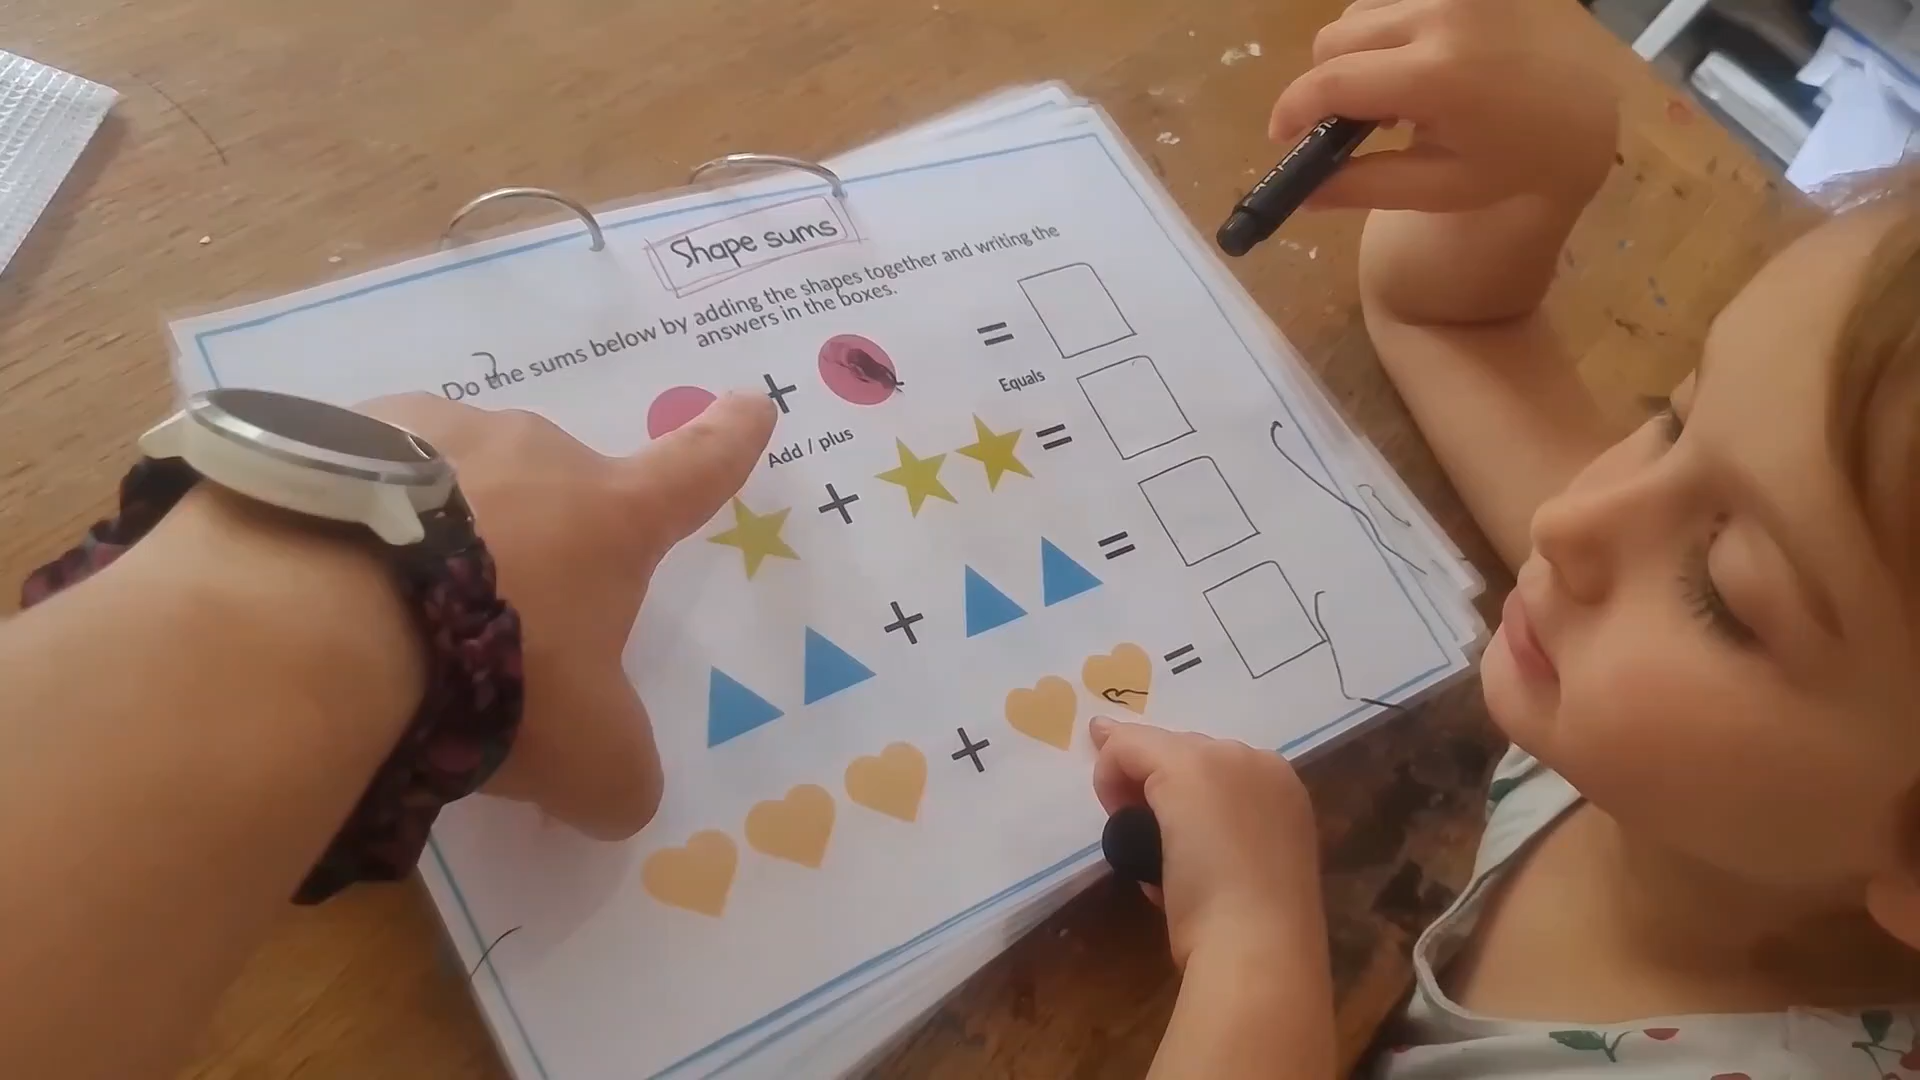 Shape sums
Do the sums below by adding the shapes together and writing the
answers in the boxes.
+ =
Add / plus Equals
+ =
+ =
+ =